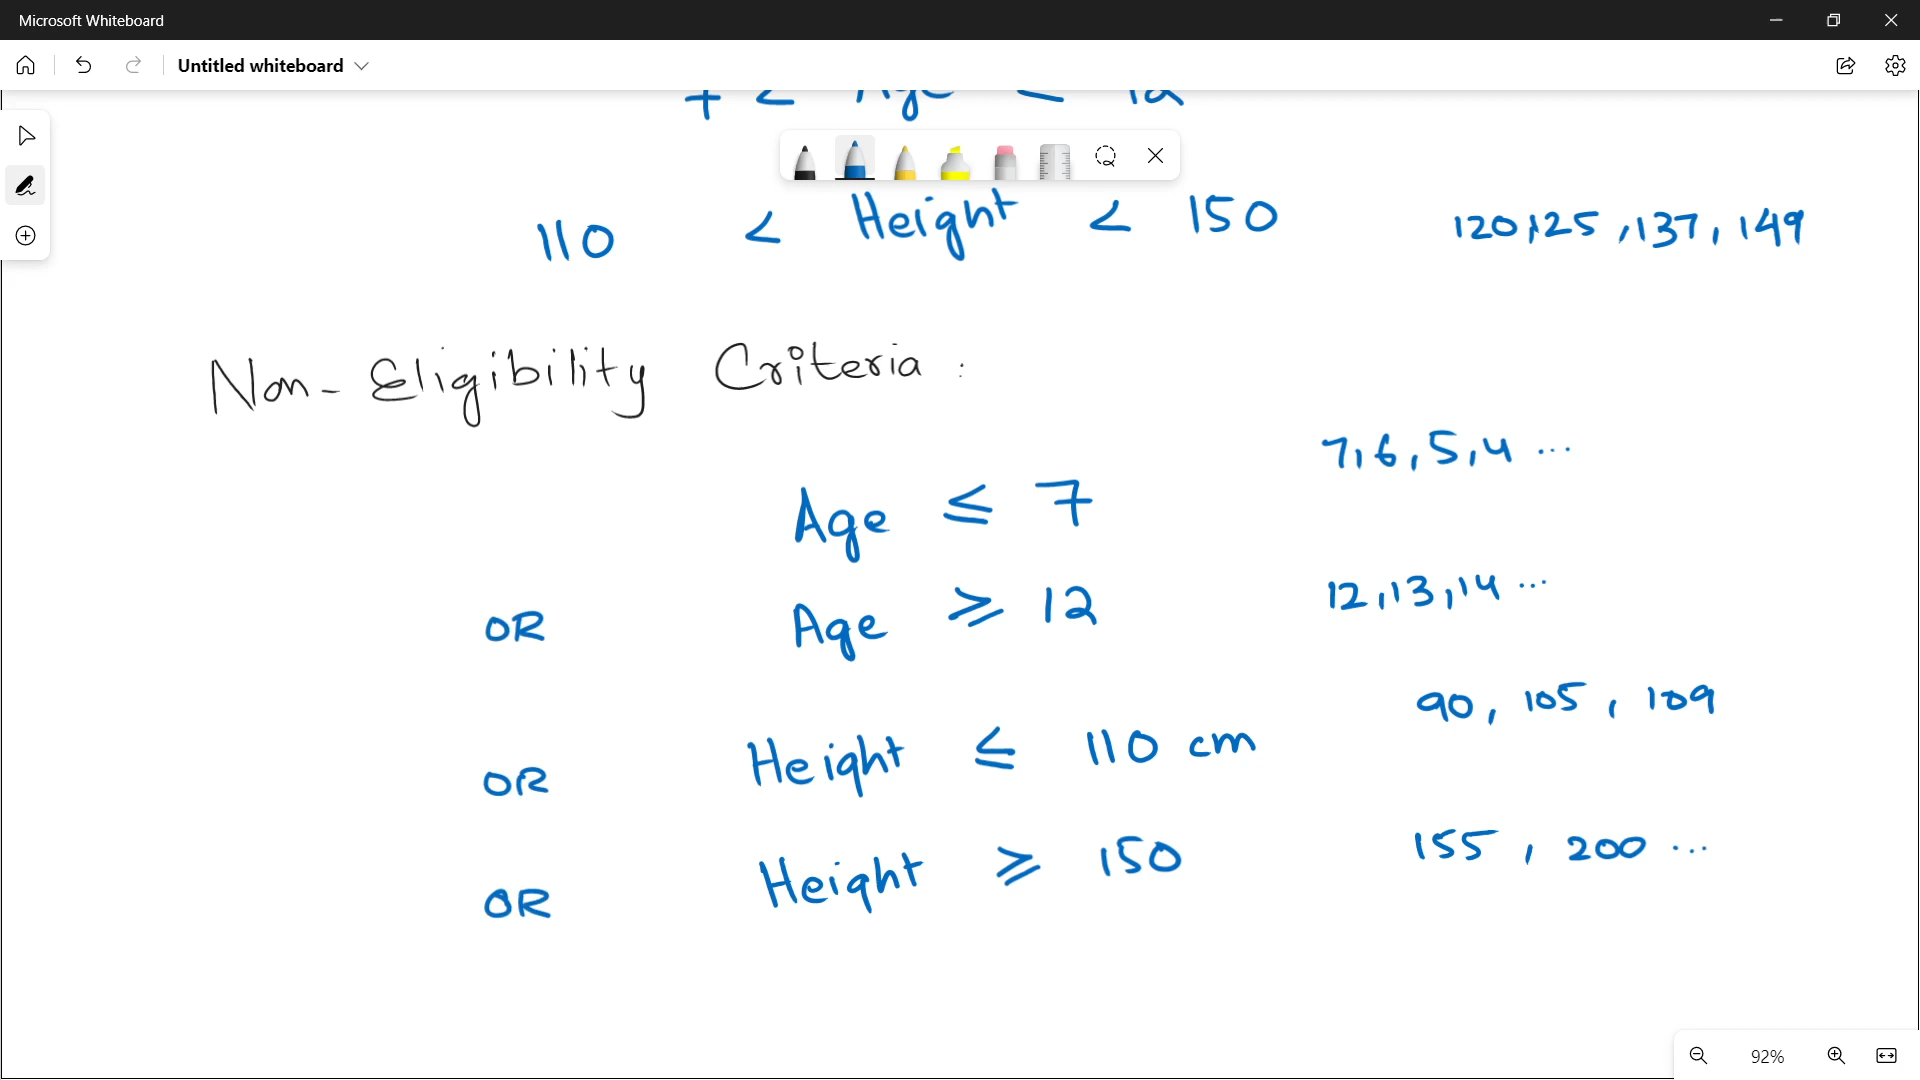 Microsoft Whiteboard
Untitled whiteboard
< Age <
110 < Height < 150 120,125,137,149
Non-Eligibility Criteria :
7,6,5,4 ...
Age ≤ 7
OR Age ≥ 12 12,13,14 ...
90, 105, 109
OR Height ≤ 110 cm
OR Height ≥ 150 155, 200 ...
92%